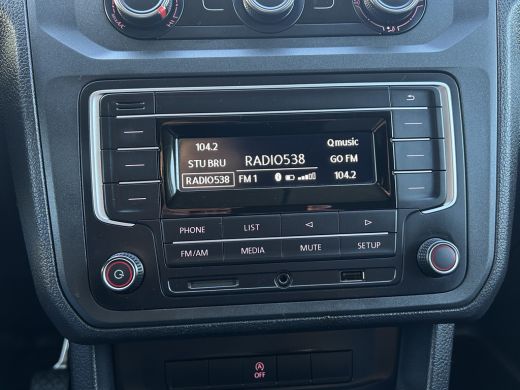 104.2 Qmusic
STU BRU RADIO538 GO FM
RADIO538 FM 1 104.2
PHONE LIST
FM/AM MEDIA MUTE SETUP
OFF